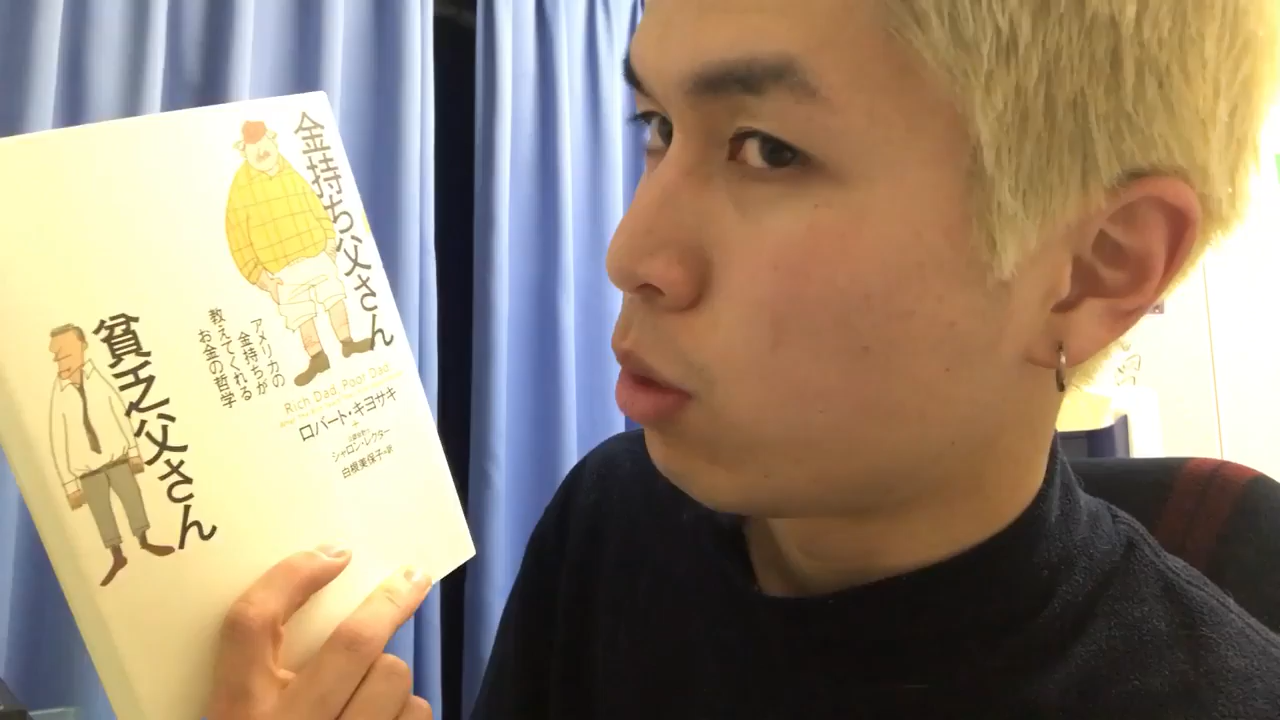 金持ち父さん
貧乏父さん
アメリカの
金持ちが
教えてくれる
お金の哲学
Rich Dad, Poor Dad
ロバート・キヨサキ
シャロン・レクター
白根美保子=訳